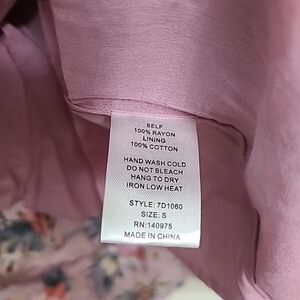 SELF
100% RAYON
LINING
100% COTTON
HAND WASH COLD
DO NOT BLEACH
HANG TO DRY
IRON LOW HEAT
STYLE: 7D1060
SIZE: S
RN:140975
MADE IN CHINA